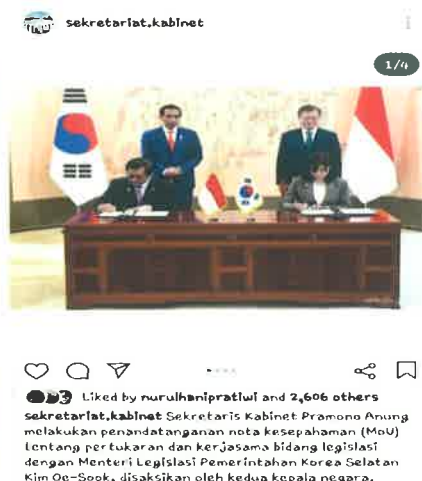 sekretariat.kabinet
1/4
Liked by nurulhanipratiwi and 2,606 others
sekretariat.kabinet Sekretaris Kabinet Pramono Anung
melakukan penandatanganan nota kesepahaman (MoU)
tentang pertukaran dan kerjasama bidang legislasi
dengan Menteri Legislasi Pemerintahan Korea Selatan
Kim Oe-Sook, disaksikan oleh kedua kepala negara,